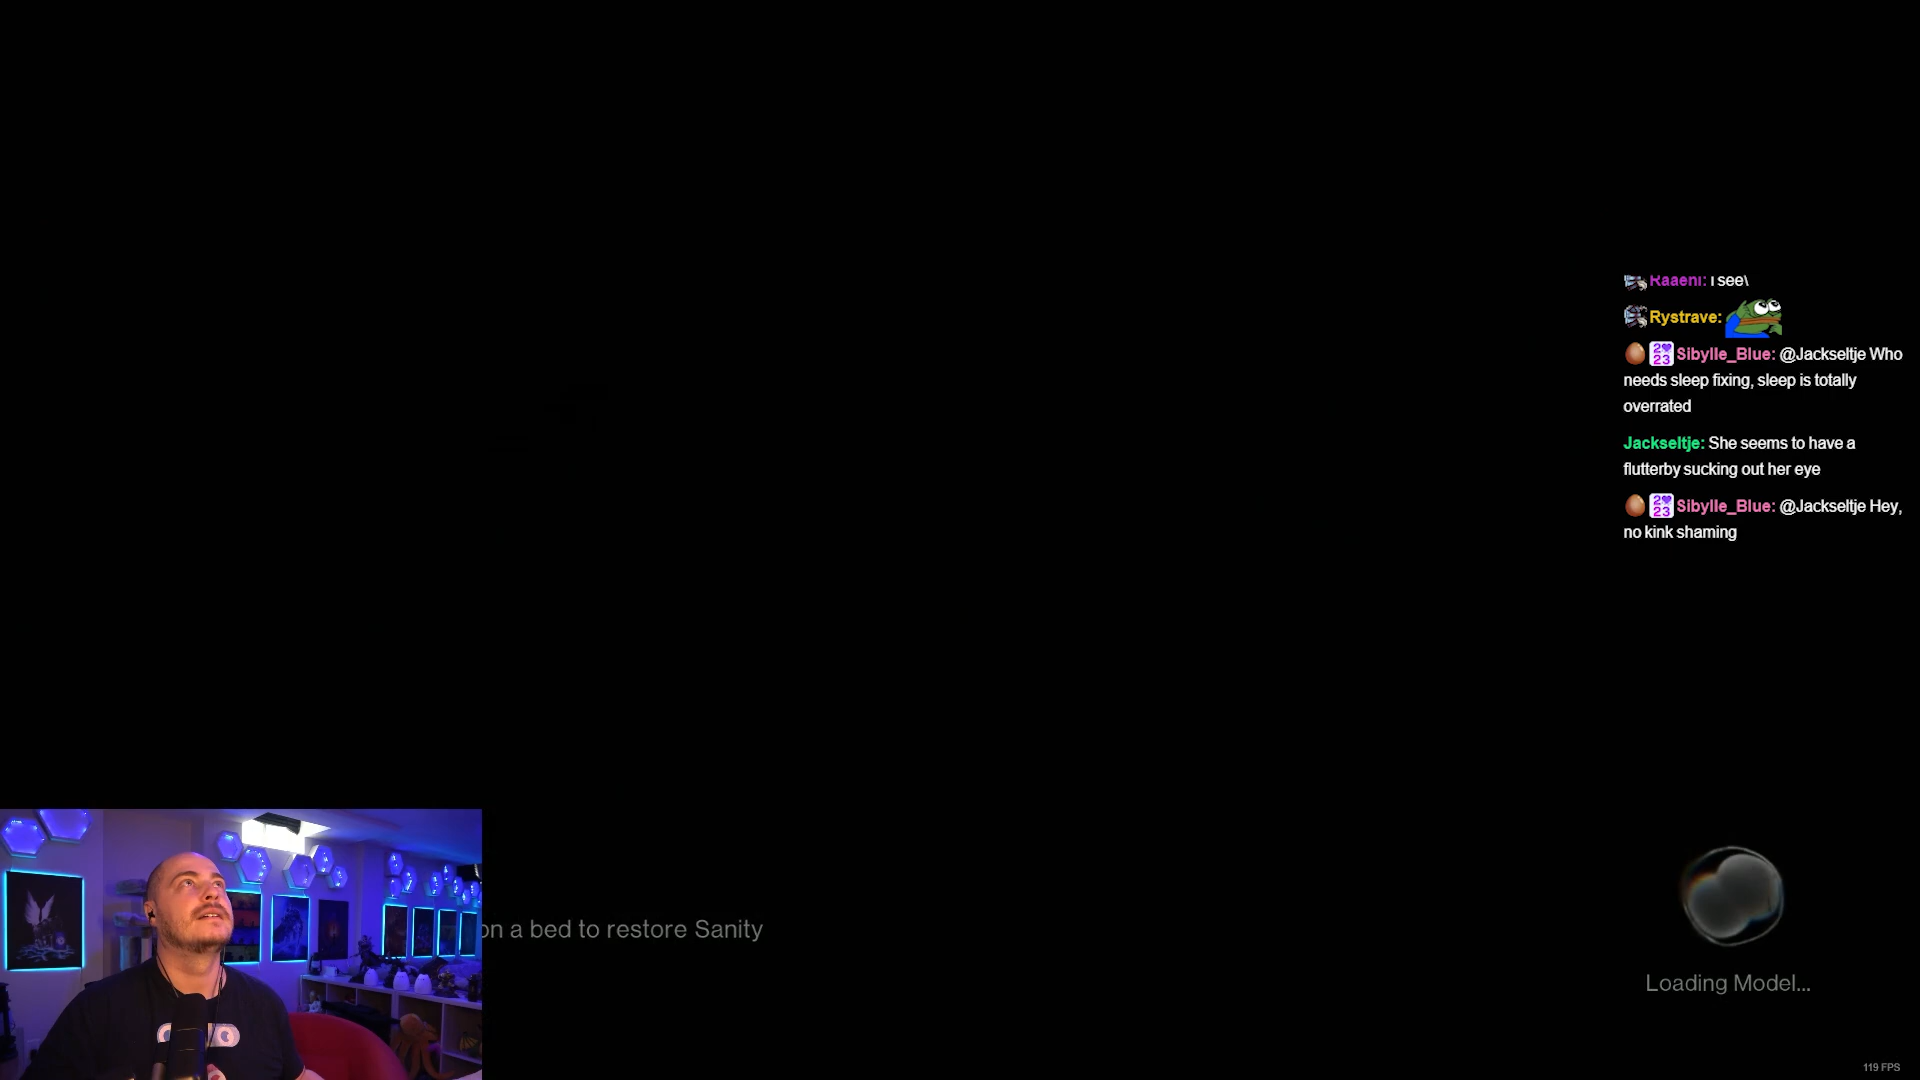 Raaeni: I see\
Rystrave:
Sibylle_Blue: @Jackseltje Who
needs sleep fixing, sleep is totally
overrated
Jackseltje: She seems to have a
flutterby sucking out her eye
Sibylle_Blue: @Jackseltje Hey,
no kink shaming
on a bed to restore Sanity
Loading Model...
119 FPS